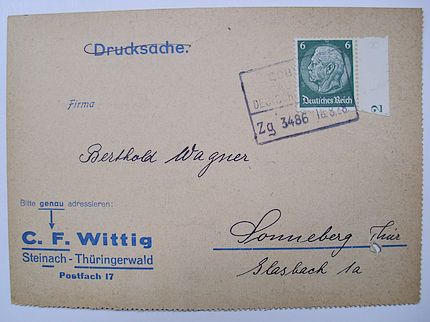 Drucksache.
6 6
Deutsches Reich
Zg 3486
Firma
Berthold Wagner
Bitte genau adressieren:
C. F. Wittig
Steinach - Thüringerwald
Postfach 17
Sonneberg Thür
Glasbach 1a